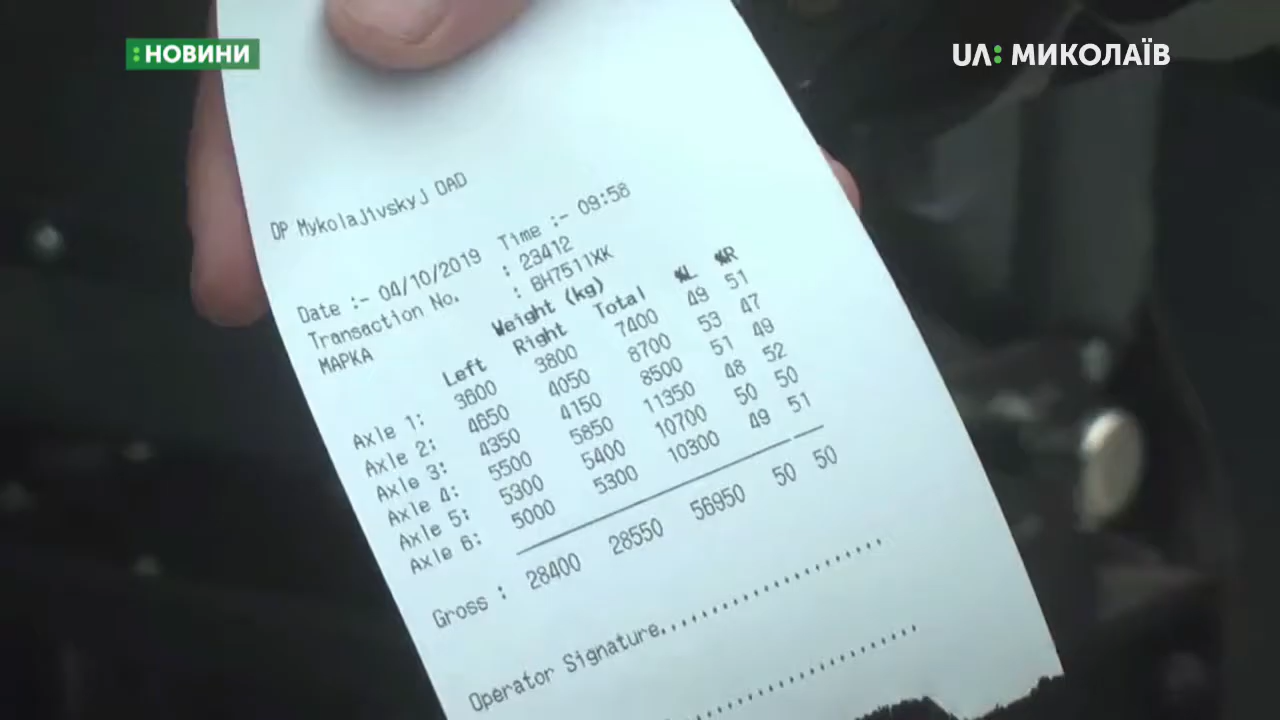 :НОВИНИ
UA: МИКОЛАЇВ
DP Mykolajivskyj OAD
Date :- 04/10/2019 Time :- 09:58
Transaction No. : 23412
МАРКА : BH7511XK
Weight (kg)
Left Right Total %L %R
Axle 1: 3600 3800 7400 49 51
Axle 2: 4650 4050 8700 53 47
Axle 3: 4350 4150 8500 51 49
Axle 4: 5500 5850 11350 48 52
Axle 5: 5300 5400 10700 50 50
Axle 6: 5000 5300 10300 49 51
Gross : 28400 28550 56950 50 50
Operator Signature....................